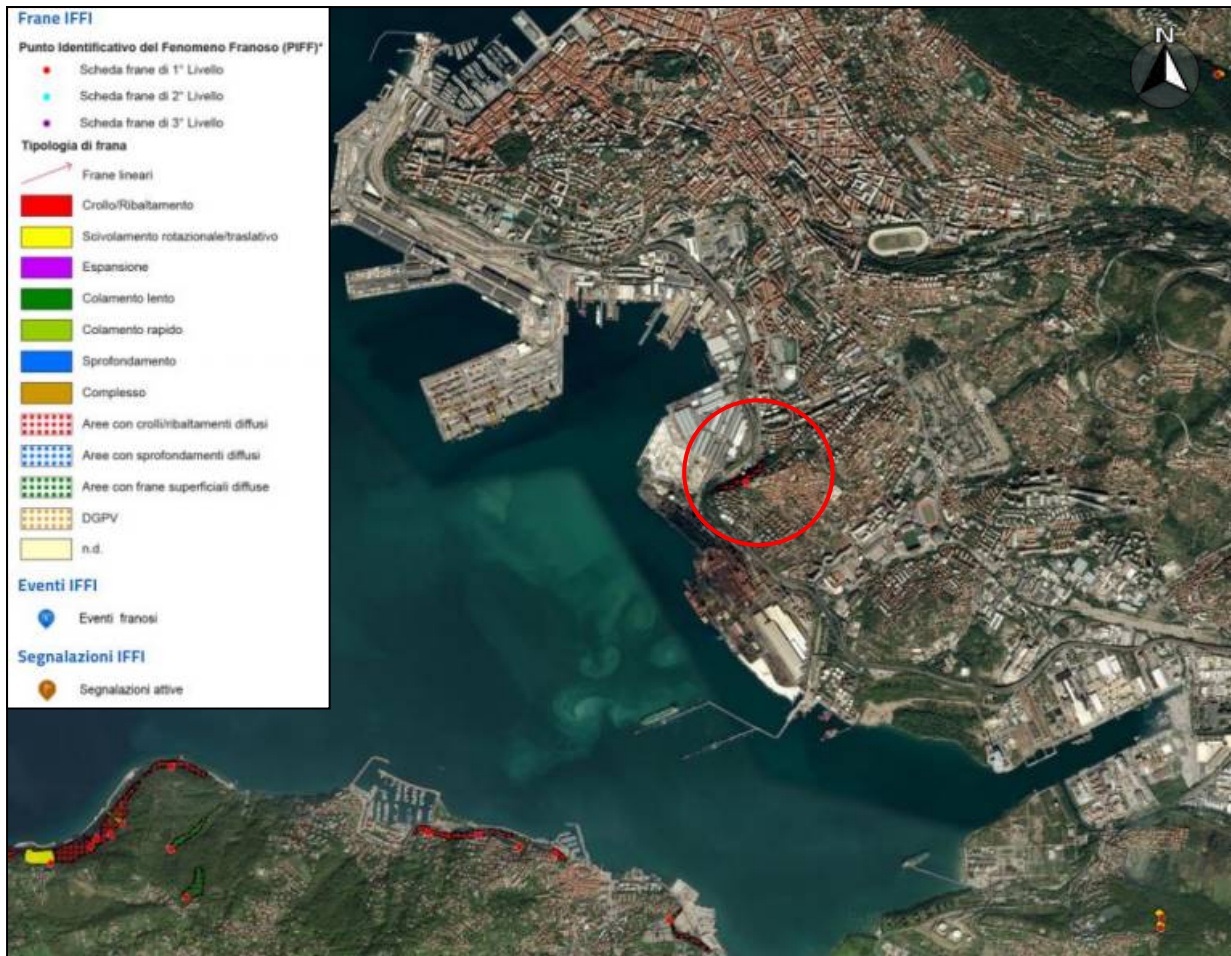 Frane IFFI
Punto Identificativo del Fenomeno Franoso (PIFF)*
Scheda frane di 1° Livello
Scheda frane di 2° Livello
Scheda frane di 3° Livello
Tipologia di frana
Frane lineari
Crollo/Ribaltamento
Scivolamento rotazionale/traslativo
Espansione
Colamento lento
Colamento rapido
Sprofondamento
Complesso
Aree con crolli/ribaltamenti diffusi
Aree con sprofondamenti diffusi
Aree con frane superficiali diffuse
DGPV
n.d.
Eventi IFFI
Eventi franosi
Segnalazioni IFFI
Segnalazioni attive
N